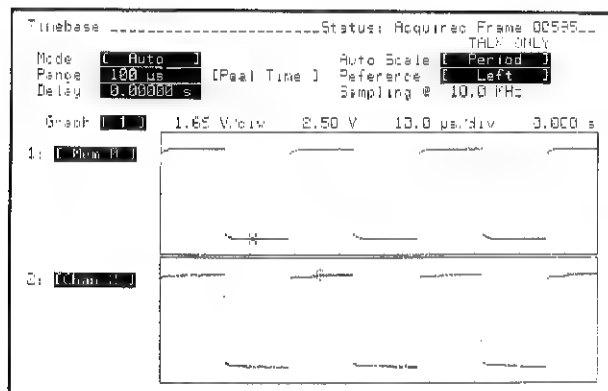 Timebase Status: Acquired Frame 00595
TALK ONLY
Mode [ Auto ] Auto Scale [ Period ]
Range 100 µs [Real Time ] Reference [ Left ]
Delay 0.00000 s Sampling @ 10.0 MHz
Graph [ 1 ] 1.65 V/div 2.50 V 10.0 µs/div 0.000 s
1: [ Mem ]
2: [Chan ]